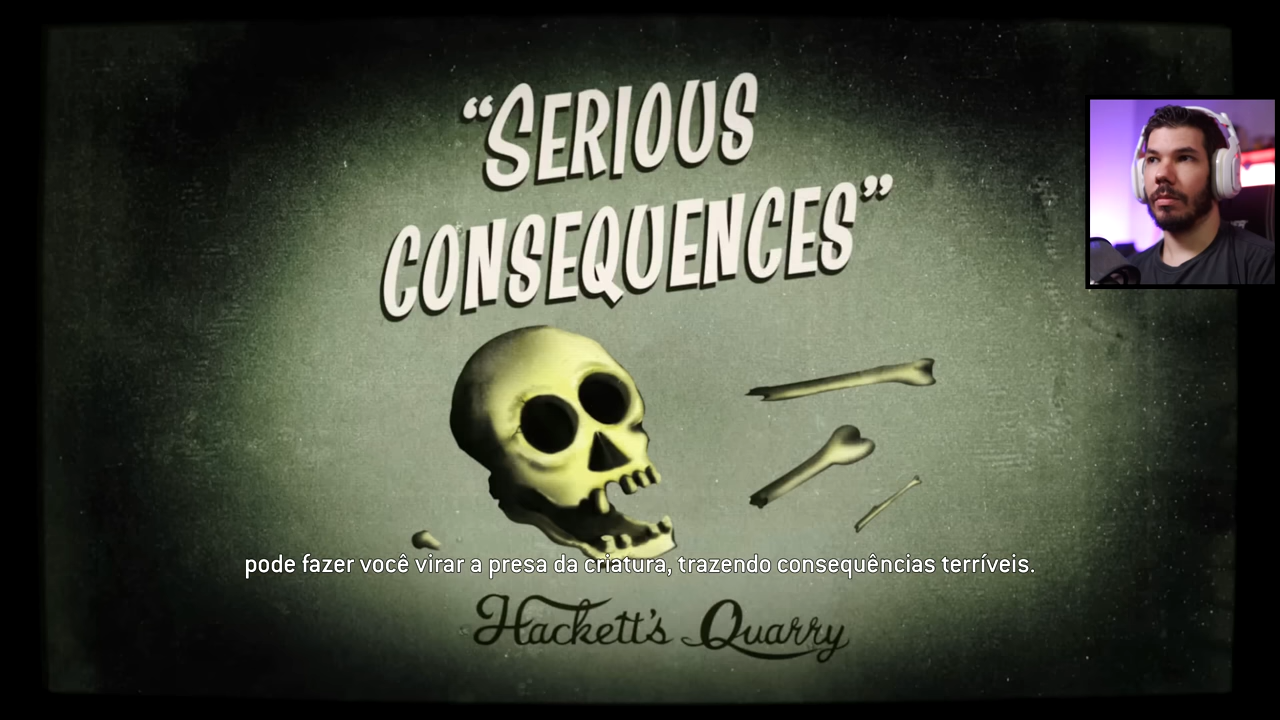 “SERIOUS
CONSEQUENCES”
pode fazer você virar a presa da criatura, trazendo consequências terríveis.
Hackett's Quarry